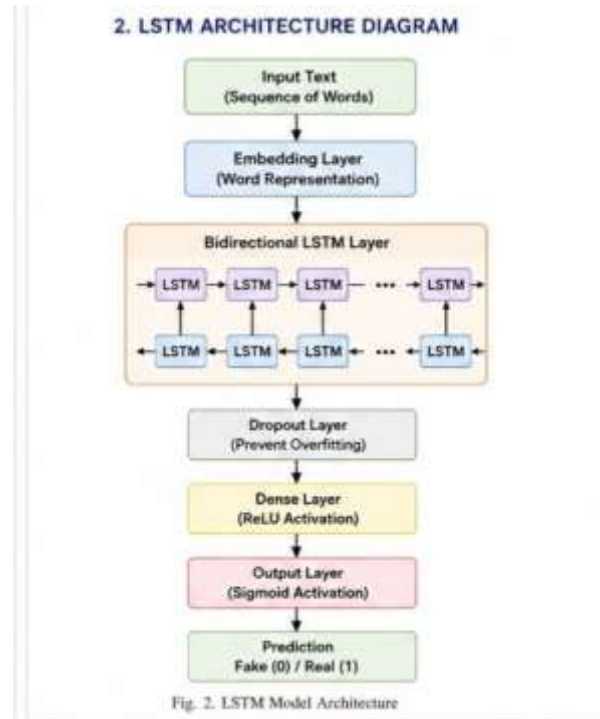 2. LSTM ARCHITECTURE DIAGRAM
Input Text
(Sequence of Words)
Embedding Layer
(Word Representation)
Bidirectional LSTM Layer
LSTM LSTM LSTM ... LSTM
LSTM LSTM LSTM ... LSTM
Dropout Layer
(Prevent Overfitting)
Dense Layer
(ReLU Activation)
Output Layer
(Sigmoid Activation)
Prediction
Fake (0) / Real (1)
Fig. 2. LSTM Model Architecture